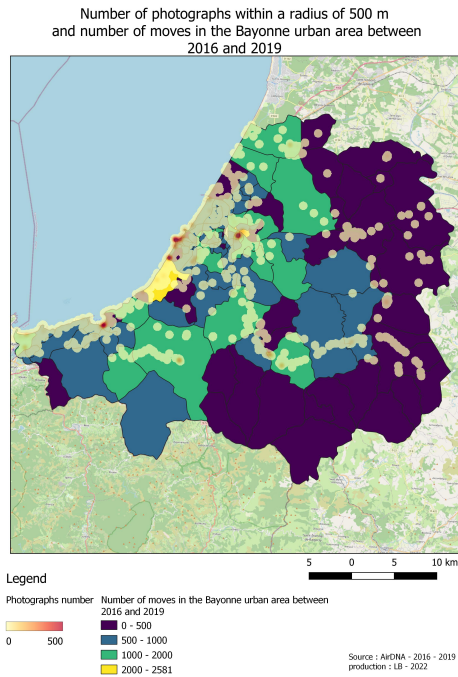 Number of photographs within a radius of 500 m
and number of moves in the Bayonne urban area between
2016 and 2019
5 0 5 10 km
Legend
Photographs number
0 500
Number of moves in the Bayonne urban area between
2016 and 2019
0 - 500
500 - 1000
1000 - 2000
2000 - 2581
Source : AirDNA - 2016 - 2019
production : LB - 2022